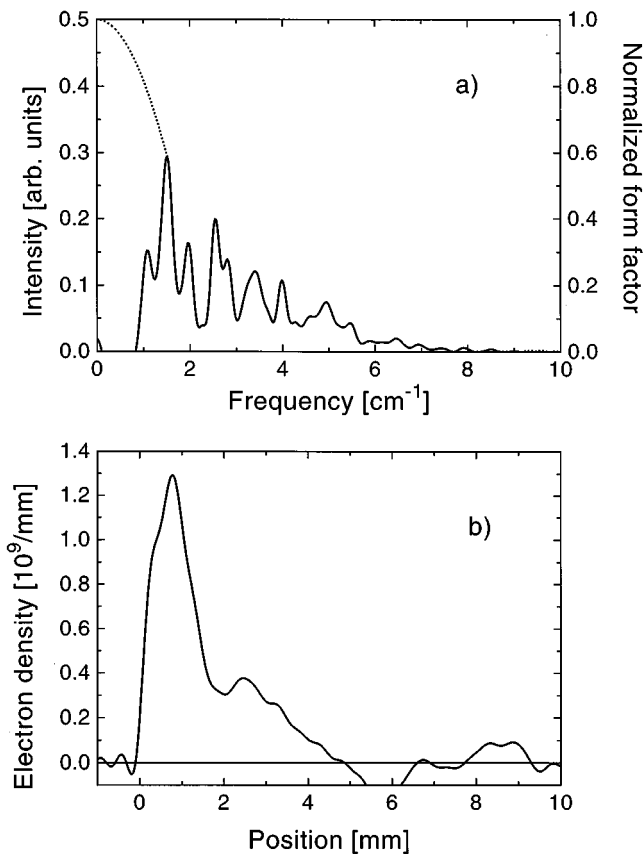 0.5
0.4
0.3
0.2
0.1
0.0
1.0
0.8
0.6
0.4
0.2
0.0
a)
Intensity [arb. units]
Normalized form factor
0 2 4 6 8 10
Frequency [cm⁻¹]
1.4
1.2
1.0
0.8
0.6
0.4
0.2
0.0
b)
Electron density [10⁹/mm]
0 2 4 6 8 10
Position [mm]